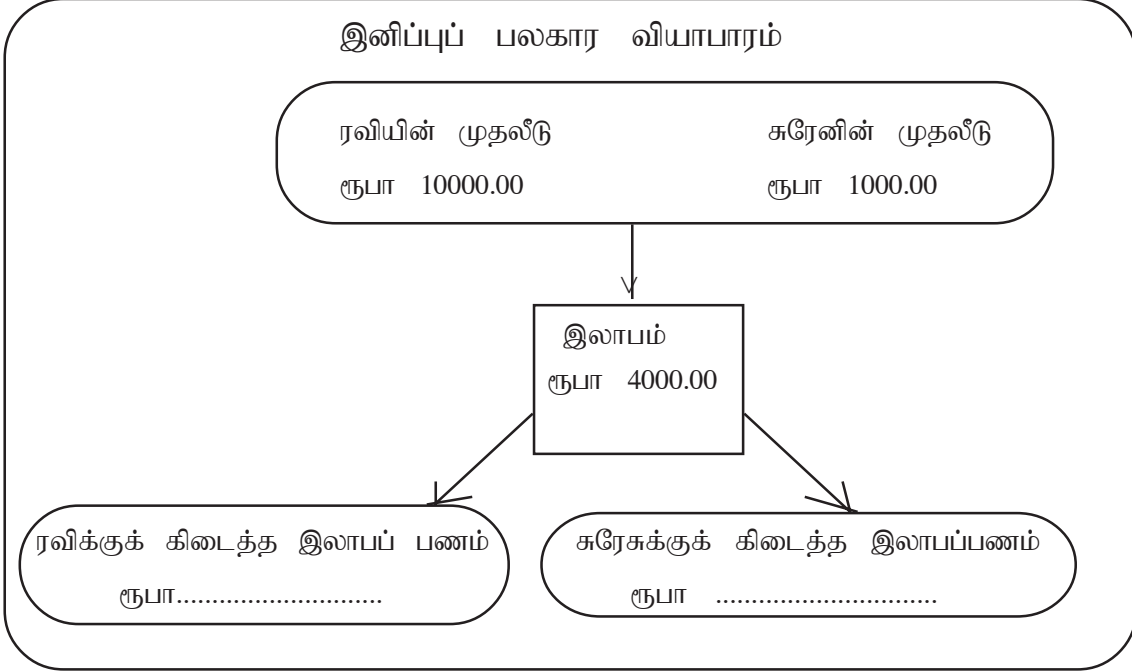 இனிப்புப் பலகார வியாபாரம்
ரவியின் முதலீடு சுரேனின் முதலீடு
ரூபா 10000.00 ரூபா 1000.00
இலாபம்
ரூபா 4000.00
ரவிக்குக் கிடைத்த இலாபப் பணம் சுரேசுக்குக் கிடைத்த இலாபப்பணம்
ரூபா............................. ரூபா ...............................